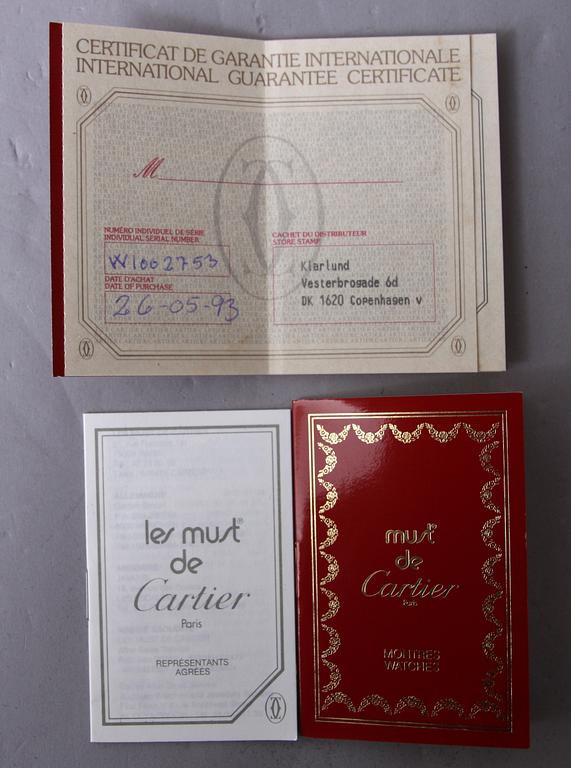 CERTIFICAT DE GARANTIE INTERNATIONALE
INTERNATIONAL GUARANTEE CERTIFICATE
M
NUMÉRO INDIVIDUEL DE SÉRIE
INDIVIDUAL SERIAL NUMBER
W1002753
DATE D'ACHAT
DATE OF PURCHASE
26-05-93
CACHET DU DISTRIBUTEUR
STORE STAMP
Klarlund
Vesterbrogade 6d
DK 1620 Copenhagen v
les must®
de
Cartier
Paris
REPRÉSENTANTS
AGRÉES
must®
de
Cartier
Paris
MONTRES
WATCHES